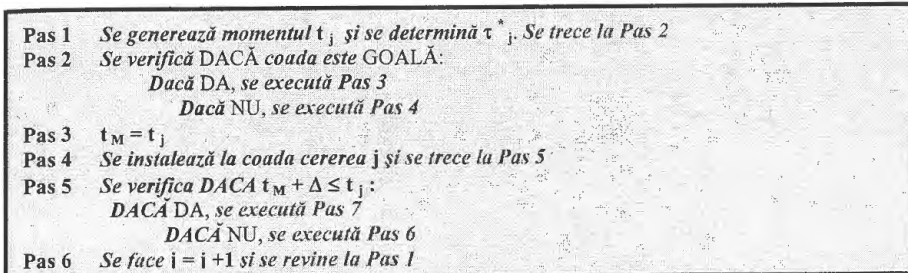 Pas 1 Se generează momentul t j și se determină τ * j. Se trece la Pas 2
Pas 2 Se verifică DACĂ coada este GOALĂ:
Dacă DA, se execută Pas 3
Dacă NU, se execută Pas 4
Pas 3 t M = t j
Pas 4 Se instalează la coada cererea j și se trece la Pas 5
Pas 5 Se verifica DACA t M + Δ ≤ t j :
DACĂ DA, se execută Pas 7
DACĂ NU, se execută Pas 6
Pas 6 Se face i = i +1 și se revine la Pas 1